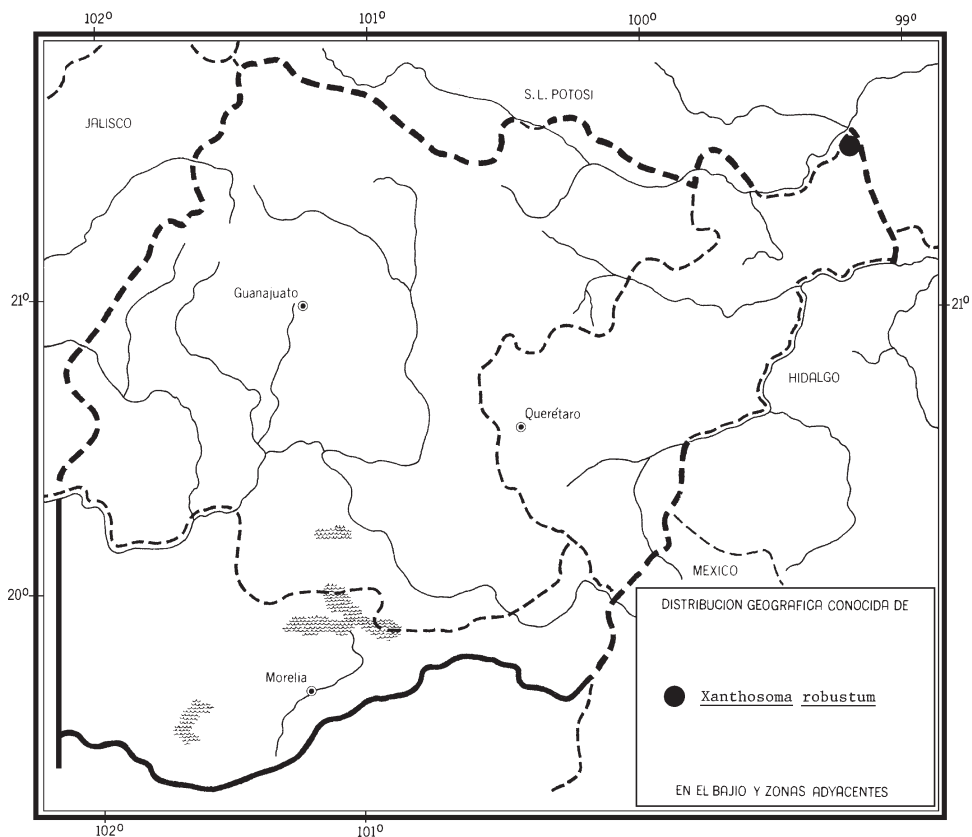 102º 101º 100º 99º
S.L. POTOSI
JALISCO
Guanajuato
21º 21º
HIDALGO
Querétaro
MEXICO
20º
DISTRIBUCION GEOGRAFICA CONOCIDA DE
Morelia
Xanthosoma robustum
EN EL BAJIO Y ZONAS ADYACENTES
102º 101º